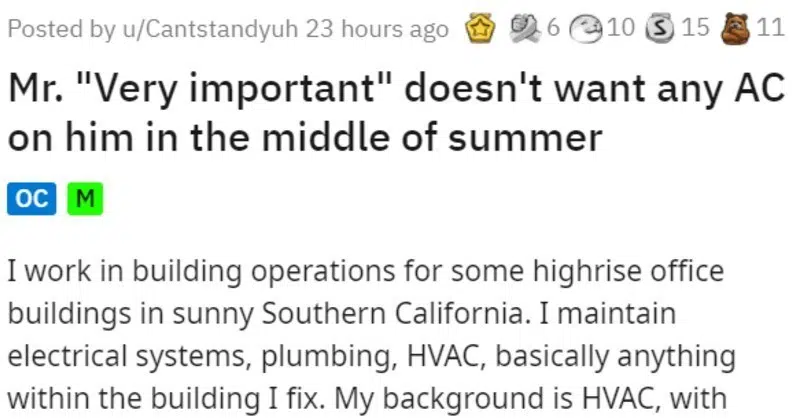 Posted by u/Cantstandyuh 23 hours ago 6 10 S 15 11
Mr. "Very important" doesn't want any AC
on him in the middle of summer
OC M
I work in building operations for some highrise office
buildings in sunny Southern California. I maintain
electrical systems, plumbing, HVAC, basically anything
within the building I fix. My background is HVAC, with